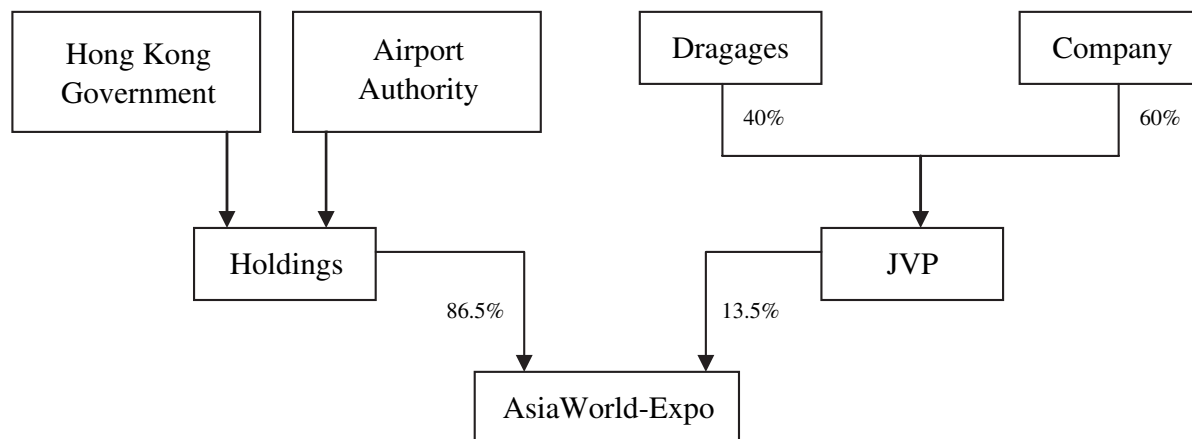 Hong Kong
Government
Airport
Authority
Dragages
Company
40%
60%
Holdings
JVP
86.5%
13.5%
AsiaWorld-Expo